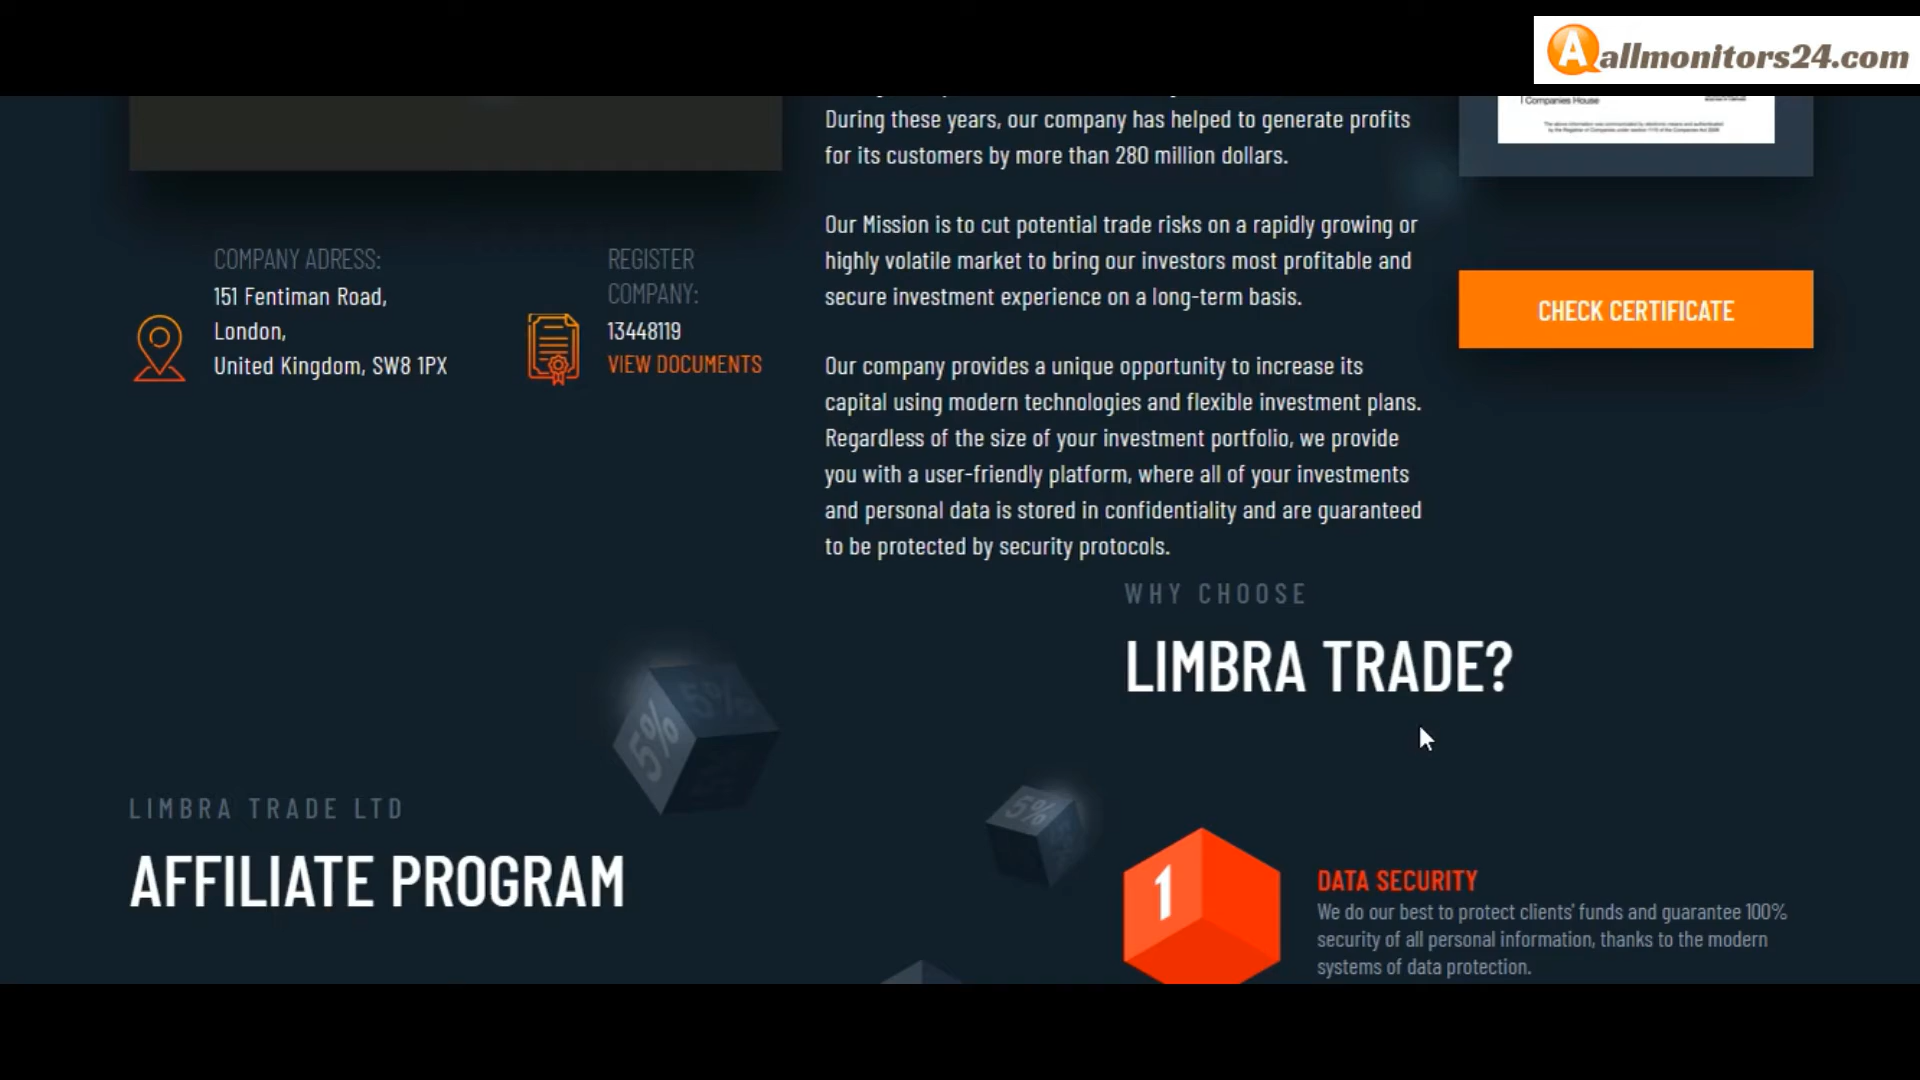 allmonitors24.com
Companies House
During these years, our company has helped to generate profits
for its customers by more than 280 million dollars.
Our Mission is to cut potential trade risks on a rapidly growing or
highly volatile market to bring our investors most profitable and
secure investment experience on a long-term basis.
Our company provides a unique opportunity to increase its
capital using modern technologies and flexible investment plans.
Regardless of the size of your investment portfolio, we provide
you with a user-friendly platform, where all of your investments
and personal data is stored in confidentiality and are guaranteed
to be protected by security protocols.
COMPANY ADRESS:
151 Fentiman Road,
London,
United Kingdom, SW8 1PX
REGISTER
COMPANY:
13448119
VIEW DOCUMENTS
CHECK CERTIFICATE
WHY CHOOSE
LIMBRA TRADE?
5%
5%
5%
LIMBRA TRADE LTD
AFFILIATE PROGRAM
1
DATA SECURITY
We do our best to protect clients' funds and guarantee 100%
security of all personal information, thanks to the modern
systems of data protection.